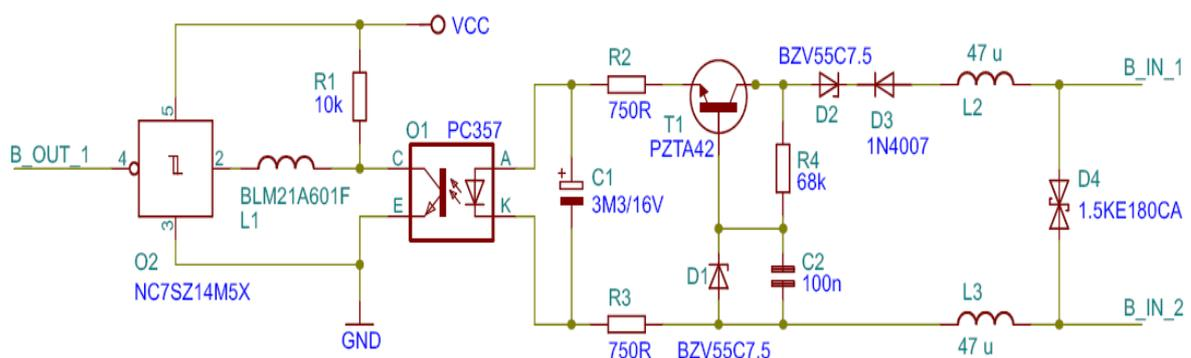 VCC
R1
10k
5
B_OUT_1
4
2
3
BLM21A601F
L1
O2
NC7SZ14M5X
GND
O1
PC357
C
A
E
K
+
C1
3M3/16V
R2
750R
T1
PZTA42
R4
68k
BZV55C7.5
D2
D3
1N4007
47 u
L2
B_IN_1
D4
1.5KE180CA
D1
C2
100n
R3
750R
BZV55C7.5
L3
47 u
B_IN_2